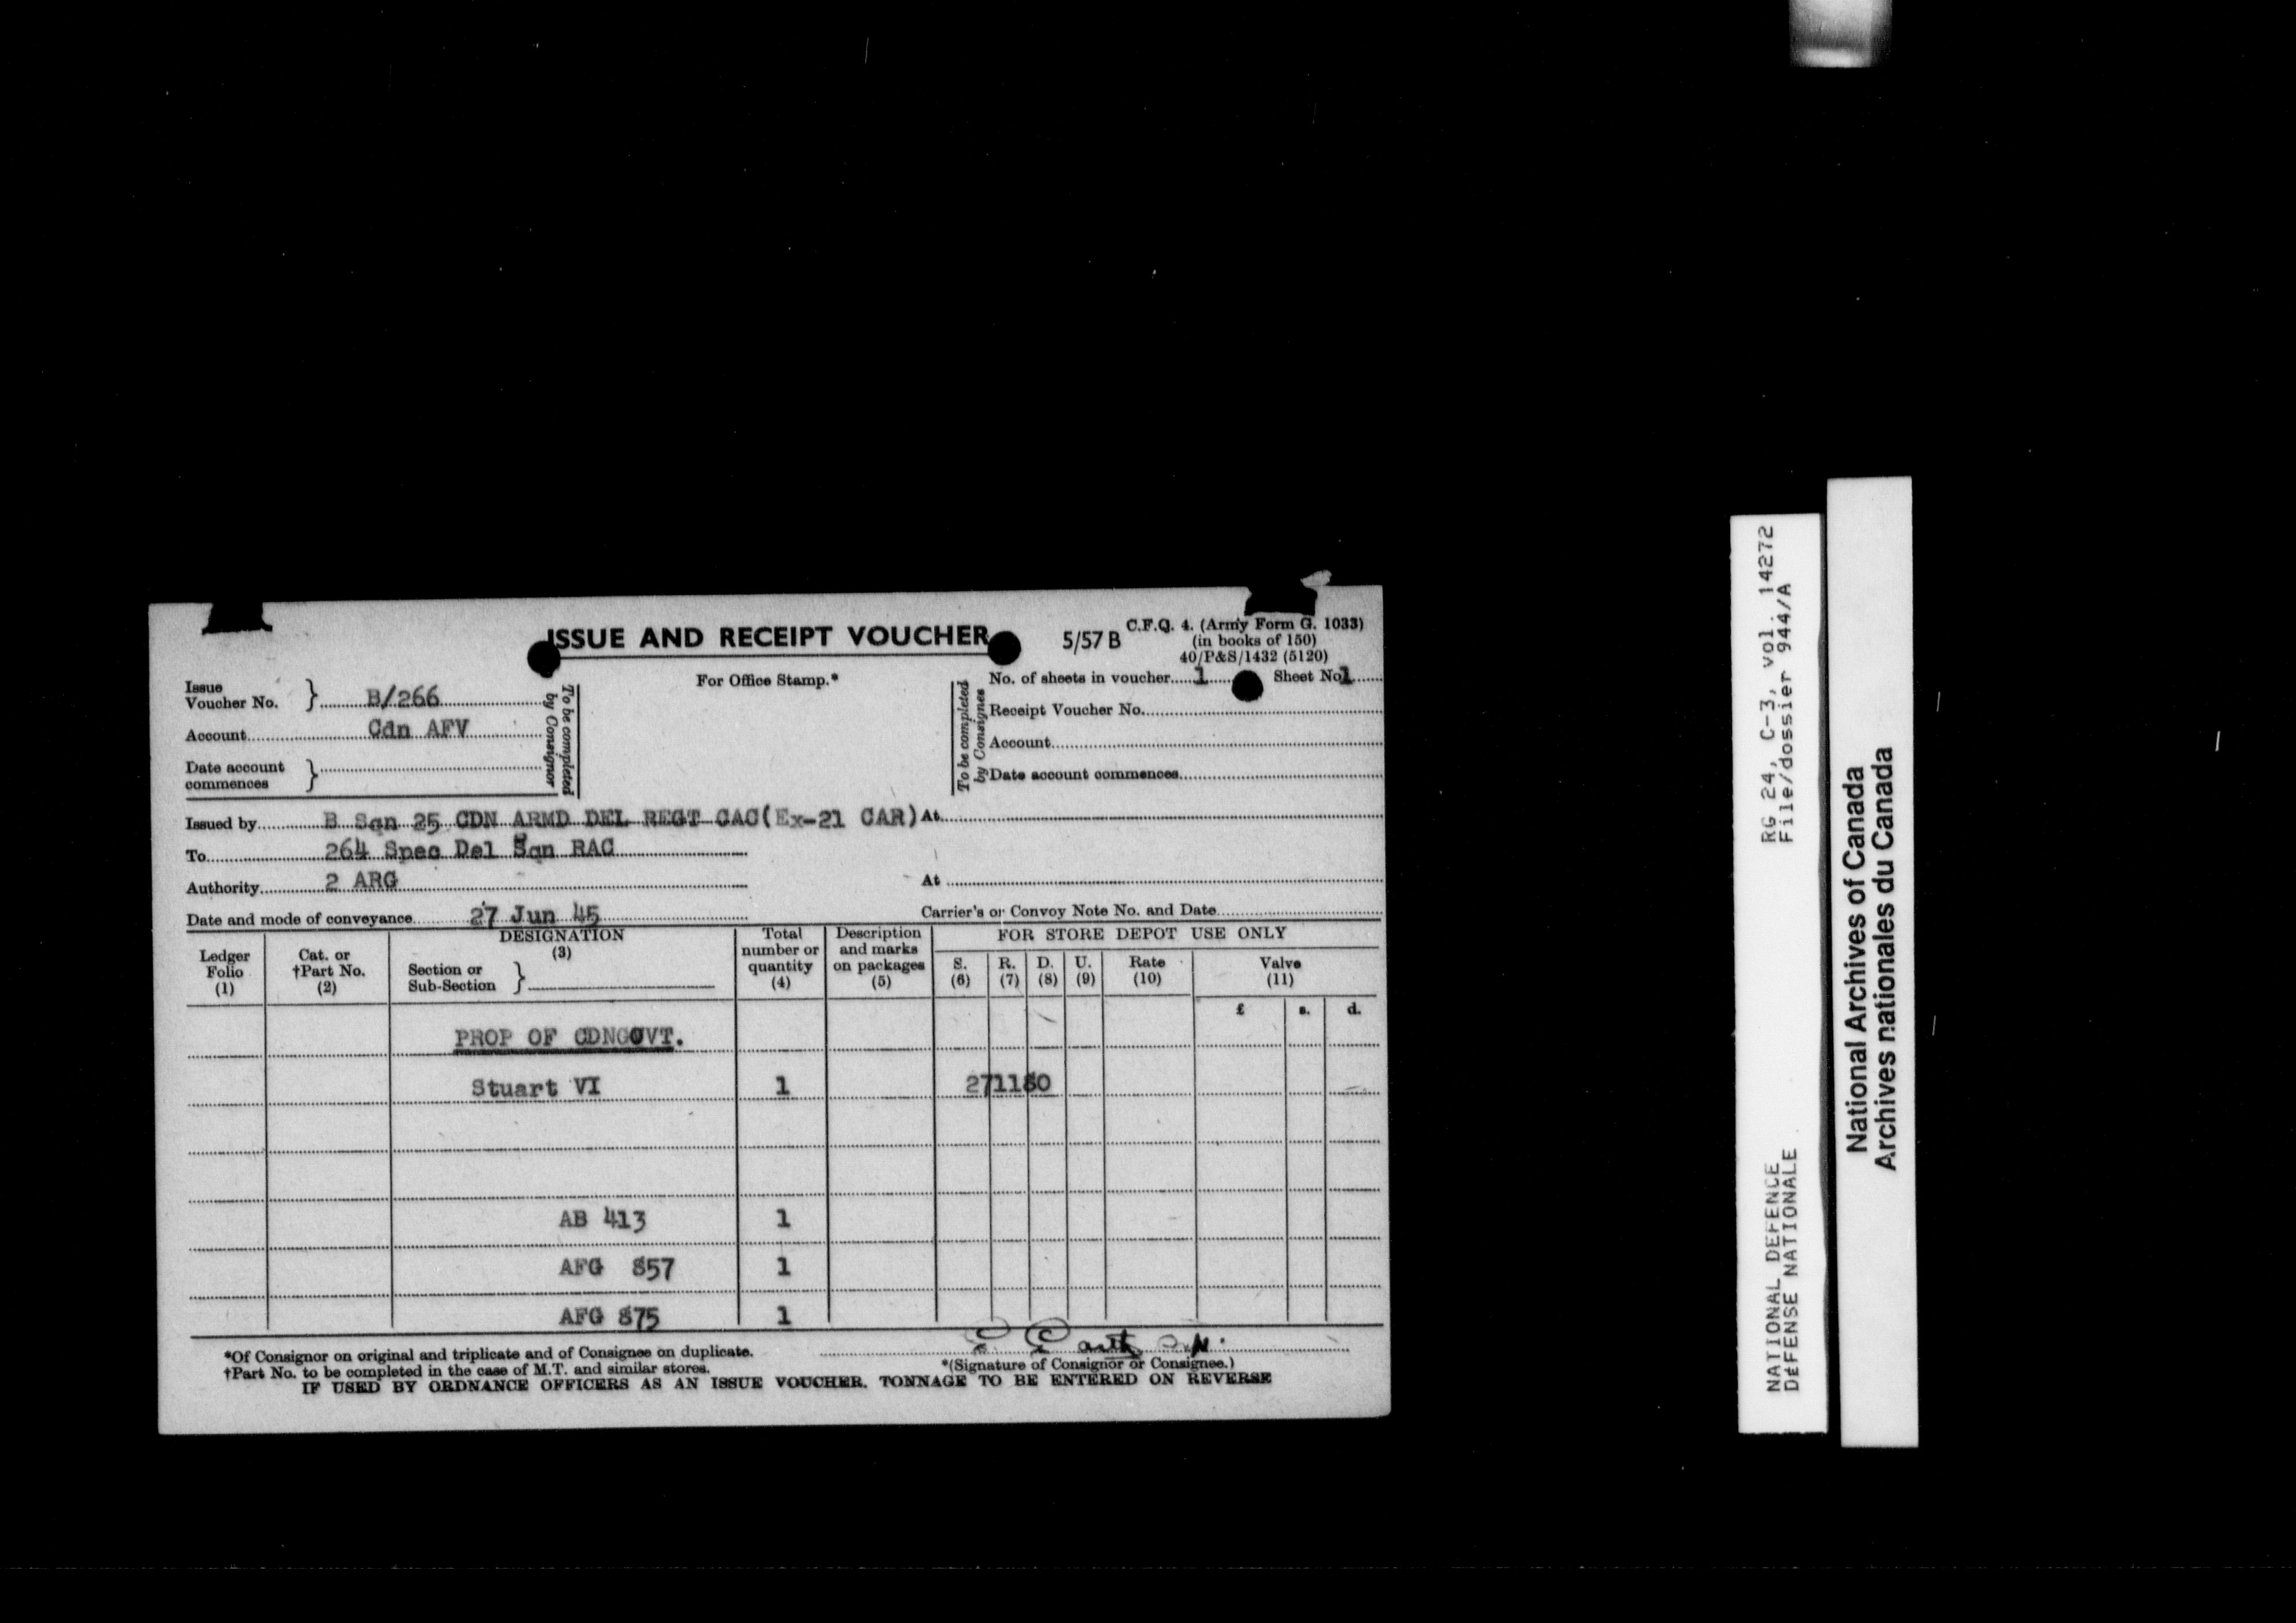 ISSUE AND RECEIPT VOUCHER
5/57 B
C.F.Q. 4. (Army Form G. 1033)
(in books of 150)
40/P&S/1432 (5120)
Issue
Voucher No. B/266
Account Cdn AFV
Date account
commences
To be completed
by Consignor
For Office Stamp.*
To be completed
by Consignee
No. of sheets in voucher 1 Sheet No 1
Receipt Voucher No.
Account
Date account commences
Issued by B Sqn 25 CDN ARMD DEL REGT CAC(Ex-21 CAR) At
To 264 Spec Del Sqn RAC
Authority 2 ARG At
Date and mode of conveyance 27 Jun 45 Carrier's or Convoy Note No. and Date
Ledger
Folio
(1)
Cat. or
†Part No.
(2)
DESIGNATION
(3)
Section or
Sub-Section
Total
number or
quantity
(4)
Description
and marks
on packages
(5)
FOR STORE DEPOT USE ONLY
S.
(6)
R.
(7)
D.
(8)
U.
(9)
Rate
(10)
Valve
(11)
£ s. d.
PROP OF CDNGOVT.
Stuart VI 1 271180
AB 413 1
AFG 857 1
AFG 875 1
*Of Consignor on original and triplicate and of Consignee on duplicate.
†Part No. to be completed in the case of M.T. and similar stores.
*(Signature of Consignor or Consignee.)
IF USED BY ORDNANCE OFFICERS AS AN ISSUE VOUCHER. TONNAGE TO BE ENTERED ON REVERSE
NATIONAL DEFENCE RG 24, C-3, vol. 14272
DéFENSE NATIONALE File/dossier 944/A
National Archives of Canada
Archives nationales du Canada